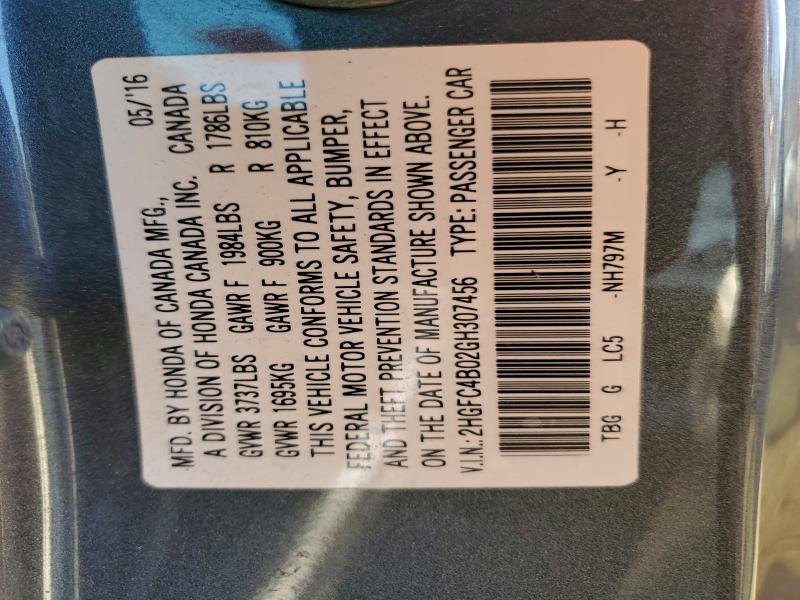 MFD. BY HONDA OF CANADA MFG., 05/'16
A DIVISION OF HONDA CANADA INC. CANADA
GVWR 3737LBS GAWR F 1984LBS R 1786LBS
GVWR 1695KG GAWR F 900KG R 810KG
THIS VEHICLE CONFORMS TO ALL APPLICABLE
FEDERAL MOTOR VEHICLE SAFETY, BUMPER,
AND THEFT PREVENTION STANDARDS IN EFFECT
ON THE DATE OF MANUFACTURE SHOWN ABOVE.
V.I.N.: 2HGFC4B02GH307456 TYPE: PASSENGER CAR
TBG G LC5 -NH797M -Y -H